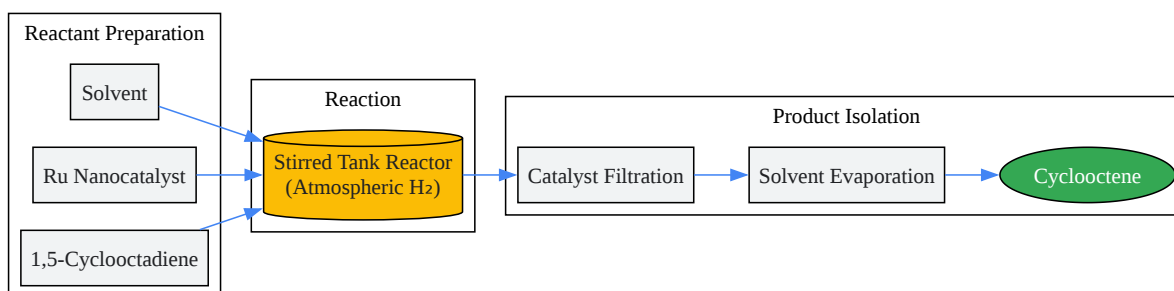 Reactant Preparation
Solvent
Ru Nanocatalyst
1,5-Cyclooctadiene
Reaction
Stirred Tank Reactor
(Atmospheric H₂)
Product Isolation
Catalyst Filtration
Solvent Evaporation
Cyclooctene